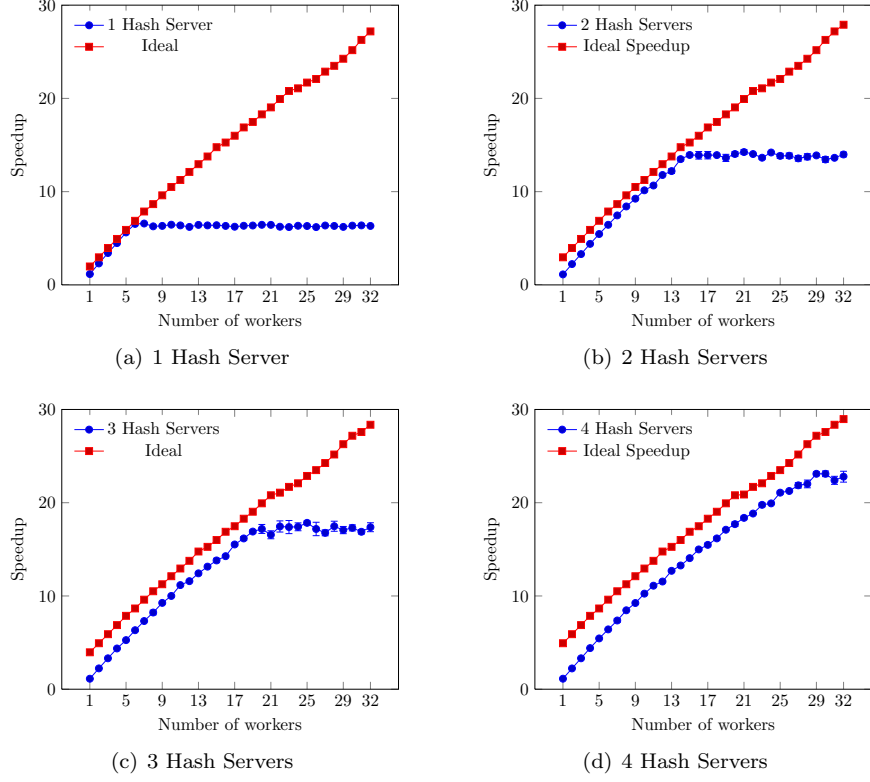 1 Hash Server
Ideal
30
20
10
0
Speedup
1 5 9 13 17 21 25 29 32
Number of workers
(a) 1 Hash Server
2 Hash Servers
Ideal Speedup
30
20
10
0
Speedup
1 5 9 13 17 21 25 29 32
Number of workers
(b) 2 Hash Servers
3 Hash Servers
Ideal
30
20
10
0
Speedup
1 5 9 13 17 21 25 29 32
Number of workers
(c) 3 Hash Servers
4 Hash Servers
Ideal Speedup
30
20
10
0
Speedup
1 5 9 13 17 21 25 29 32
Number of workers
(d) 4 Hash Servers